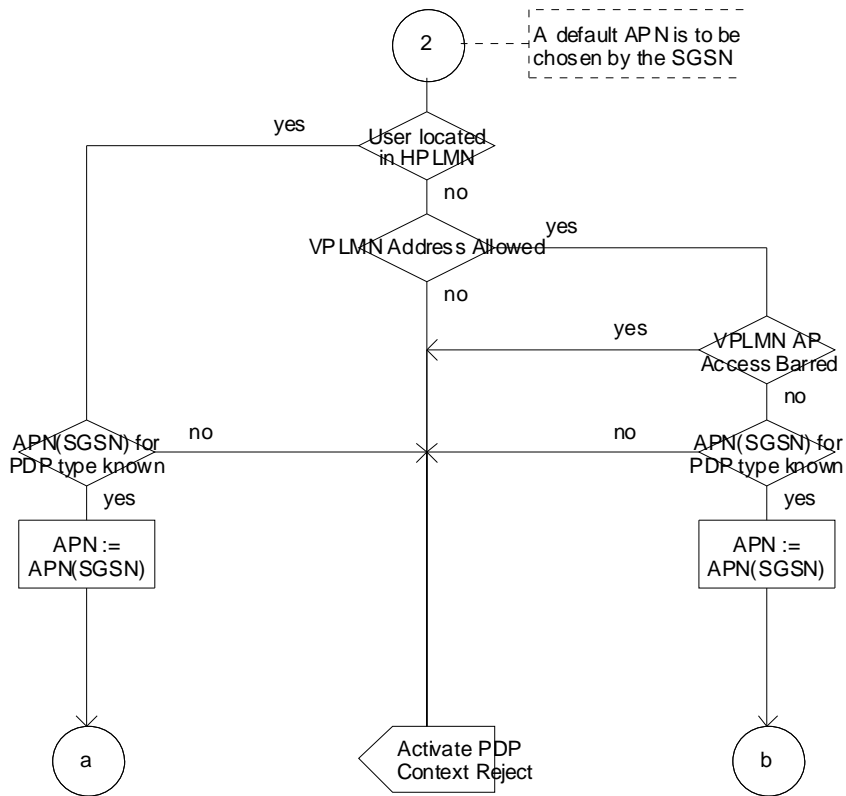 2
A default APN is to be
chosen by the SGSN
yes
User located
in HPLMN
no
VPLMN Address Allowed
yes
no
yes
VPLMN AP
Access Barred
no
APN(SGSN) for
PDP type known
no
no
APN(SGSN) for
PDP type known
yes
yes
APN :=
APN(SGSN)
APN :=
APN(SGSN)
a
Activate PDP
Context Reject
b